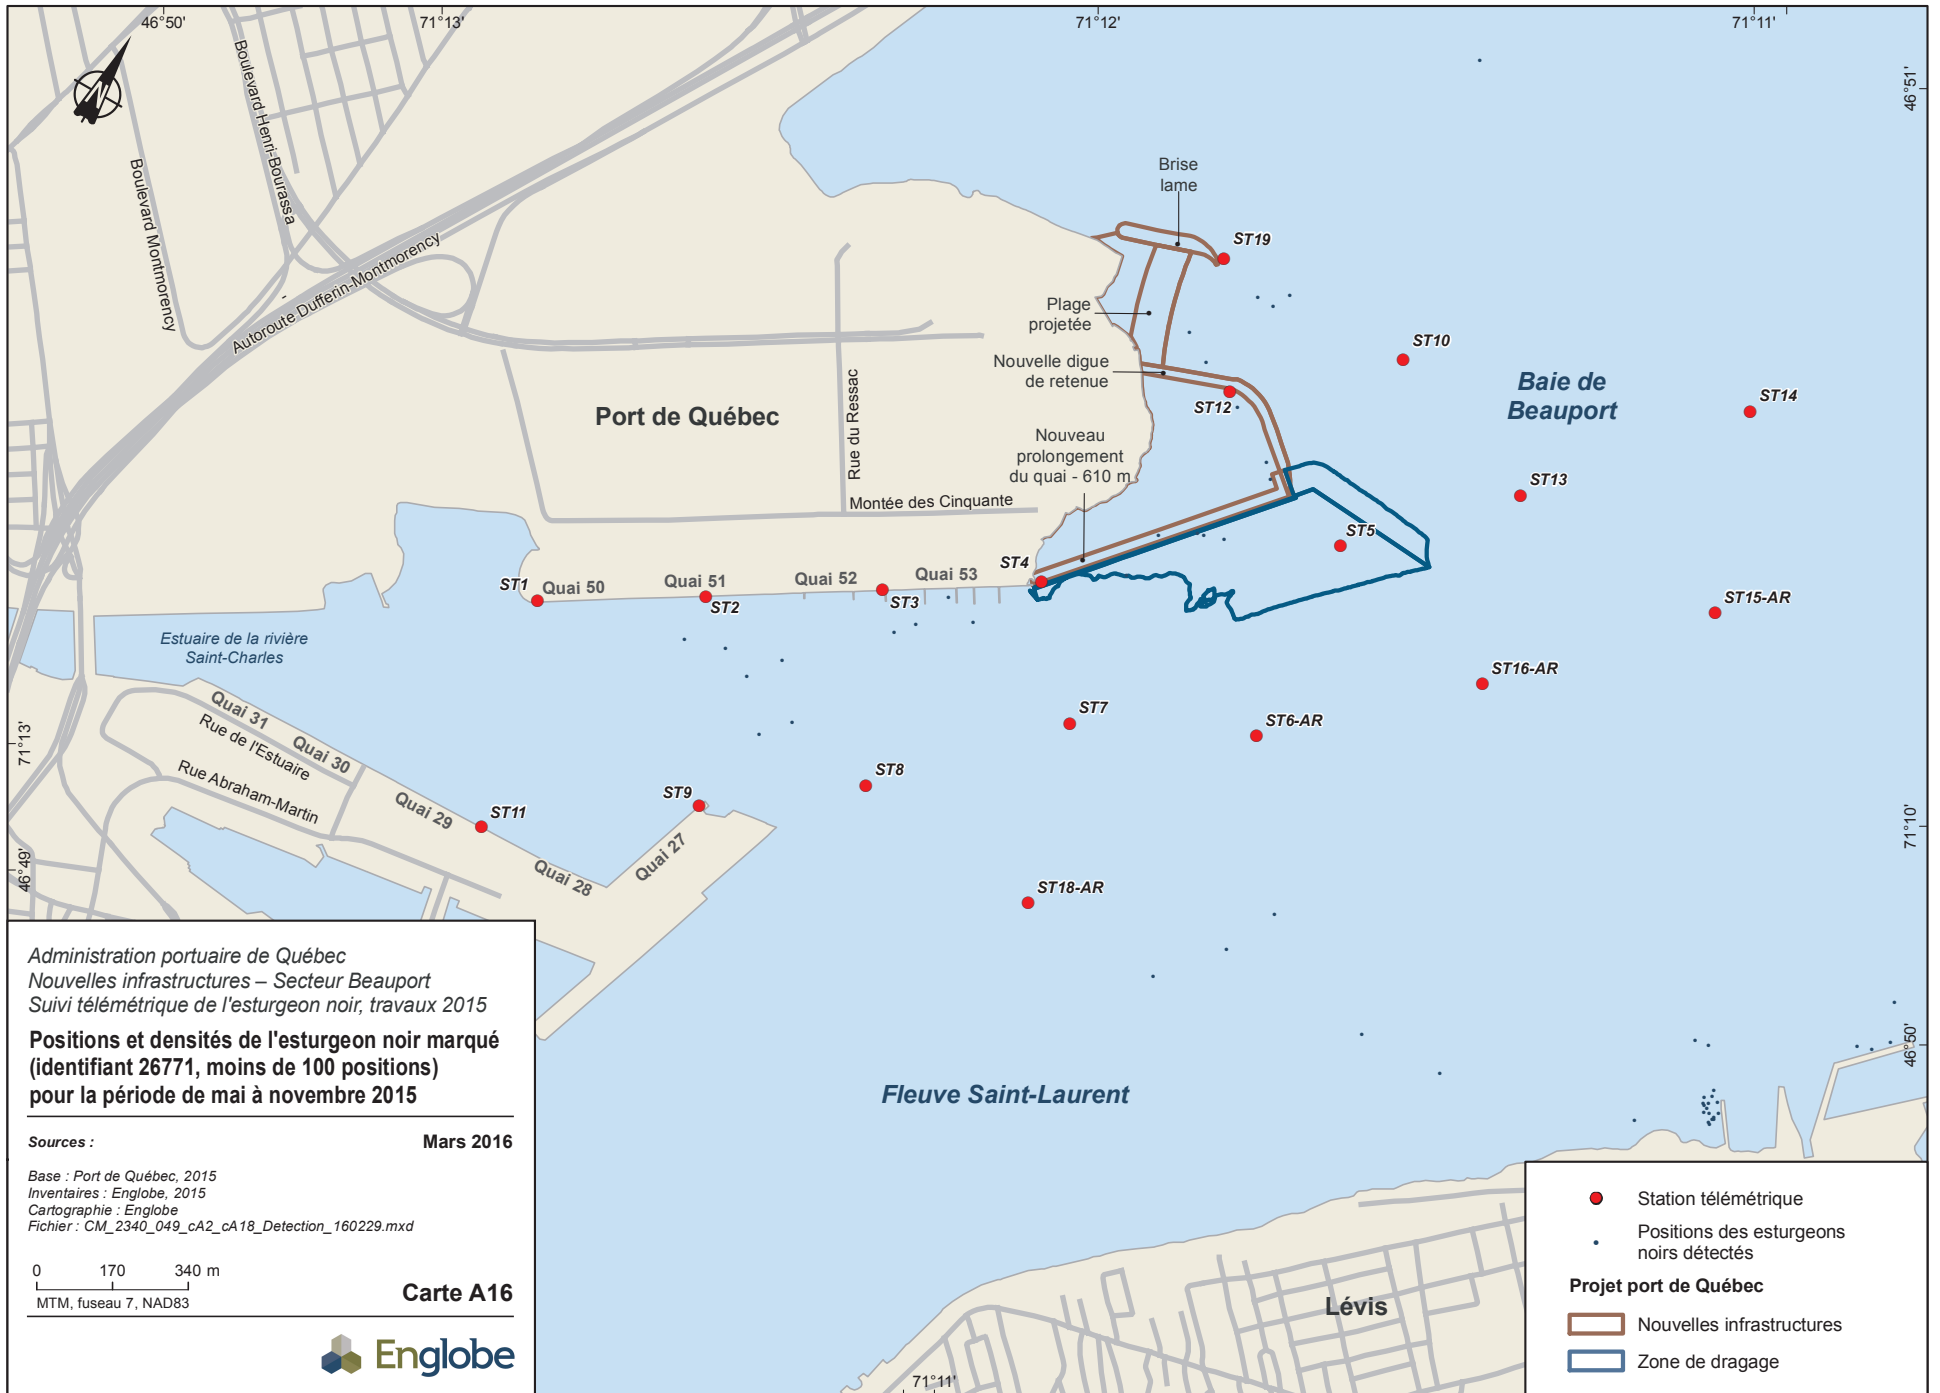 46°50'
71°13'
71°12'
71°11'
46°51'
Boulevard Henri-Bourassa
Boulevard Montmorency
Autoroute Dufferin-Montmorency
Brise
lame
ST19
Plage
projetée
ST10
Nouvelle digue
de retenue
Baie de
Beauport
ST14
ST12
Port de Québec
Rue du Ressac
Nouveau
prolongement
du quai - 610 m
Montée des Cinquante
ST13
ST5
ST4
ST1
Quai 50
Quai 51
ST2
Quai 52
ST3
Quai 53
ST15-AR
Estuaire de la rivière
Saint-Charles
ST16-AR
Quai 31
Rue de l'Estuaire
Quai 30
Rue Abraham-Martin
ST7
ST6-AR
71°13'
ST8
ST9
ST11
Quai 29
Quai 28
Quai 27
71°10'
46°49'
ST18-AR
46°50'
Fleuve Saint-Laurent
Lévis
71°11'
Administration portuaire de Québec
Nouvelles infrastructures – Secteur Beauport
Suivi télémétrique de l'esturgeon noir, travaux 2015
Positions et densités de l'esturgeon noir marqué
(identifiant 26771, moins de 100 positions)
pour la période de mai à novembre 2015
Sources :
Mars 2016
Base : Port de Québec, 2015
Inventaires : Englobe, 2015
Cartographie : Englobe
Fichier : CM_2340_049_cA2_cA18_Detection_160229.mxd
0 170 340 m
MTM, fuseau 7, NAD83
Carte A16
Englobe
Station télémétrique
Positions des esturgeons
noirs détectés
Projet port de Québec
Nouvelles infrastructures
Zone de dragage